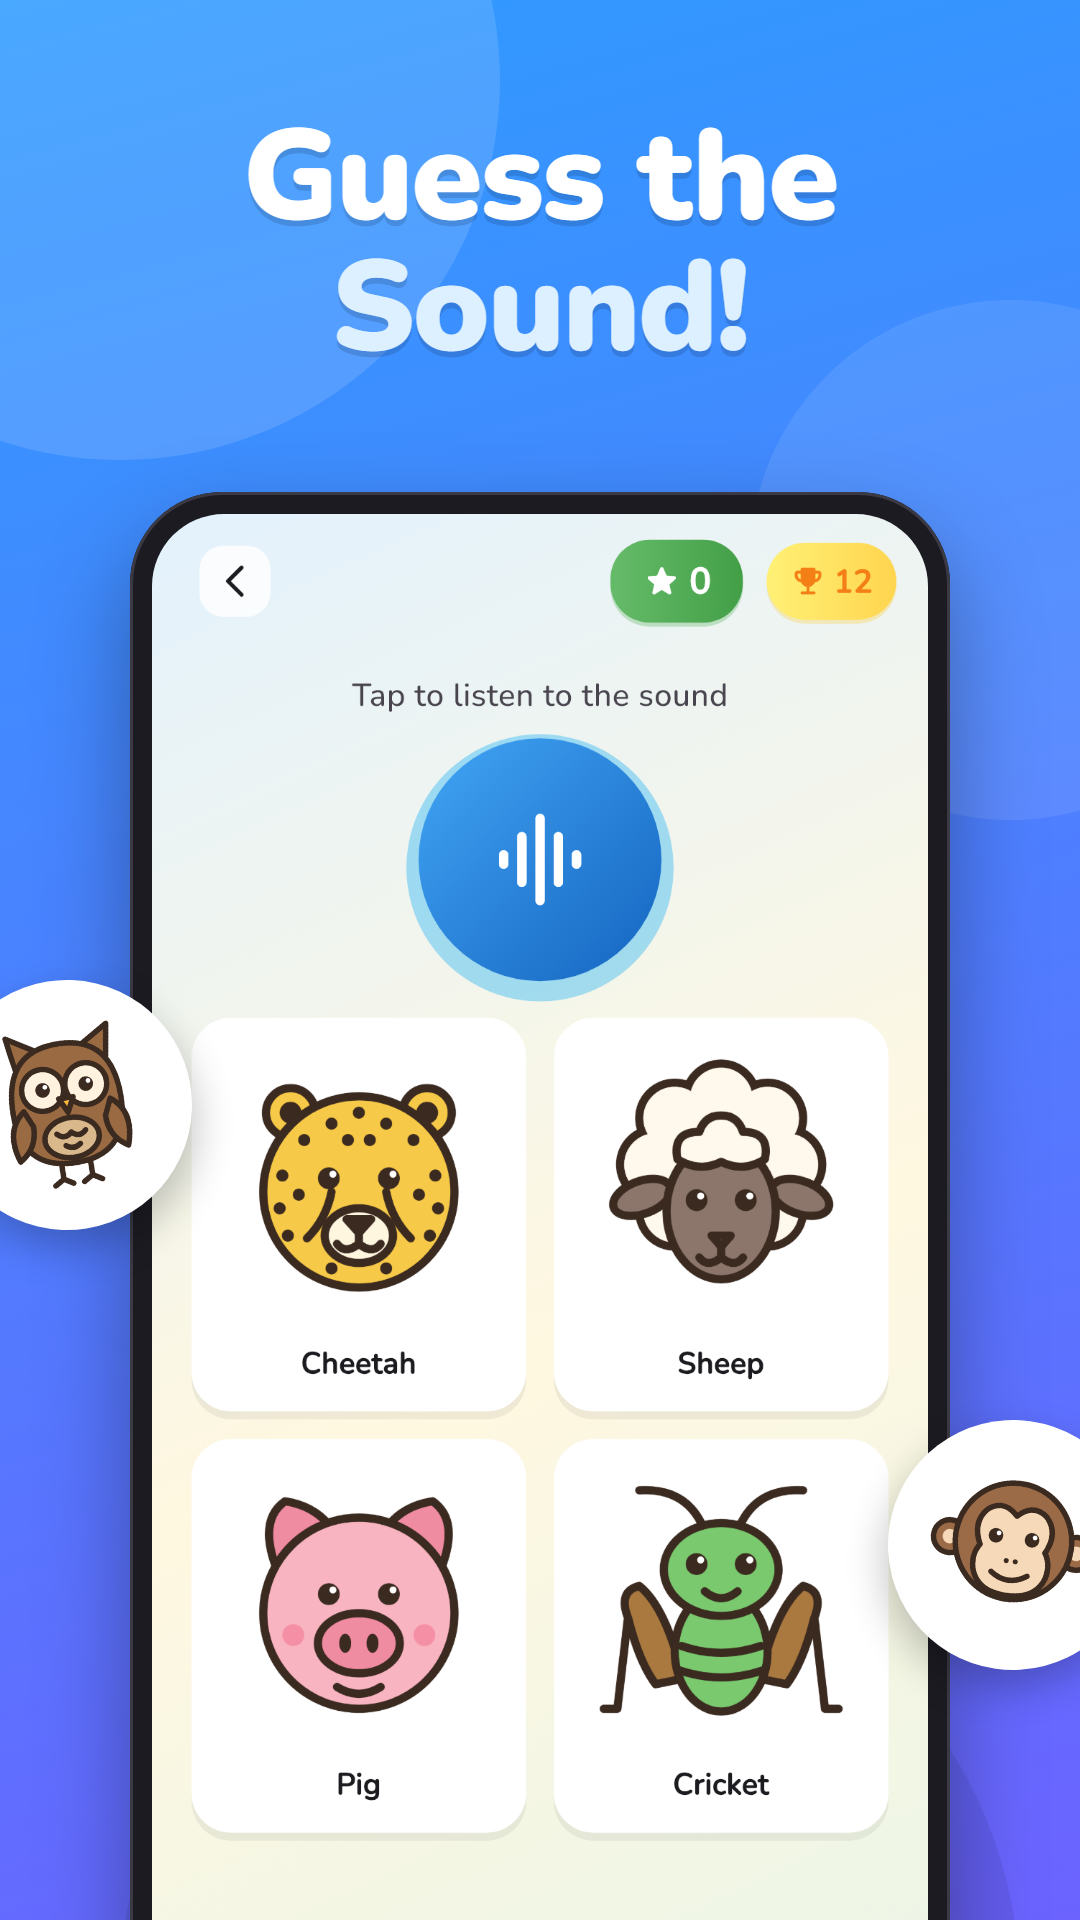 Guess the
Sound!
0
12
Tap to listen to the sound
Cheetah
Sheep
Pig
Cricket